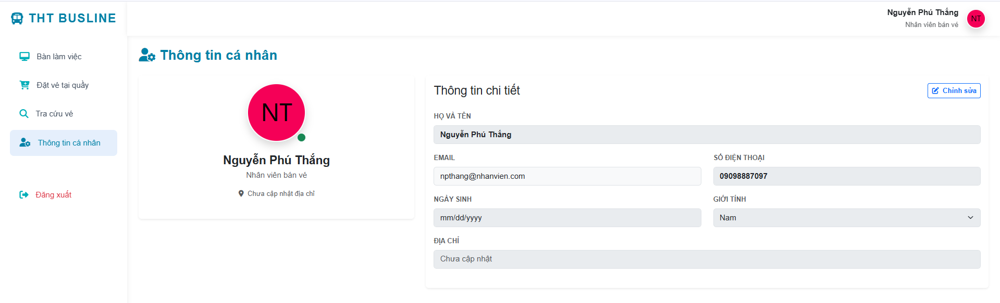 THT BUSLINE
Nguyễn Phú Thắng
Nhân viên bán vé
NT
Bàn làm việc
Đặt vé tại quầy
Tra cứu vé
Thông tin cá nhân
Đăng xuất
Thông tin cá nhân
NT
Nguyễn Phú Thắng
Nhân viên bán vé
Chưa cập nhật địa chỉ
Thông tin chi tiết
Chỉnh sửa
HỌ VÀ TÊN
Nguyễn Phú Thắng
EMAIL
SỐ ĐIỆN THOẠI
npthang@nhanvien.com
09098887097
NGÀY SINH
GIỚI TÍNH
mm/dd/yyyy
Nam
ĐỊA CHỈ
Chưa cập nhật